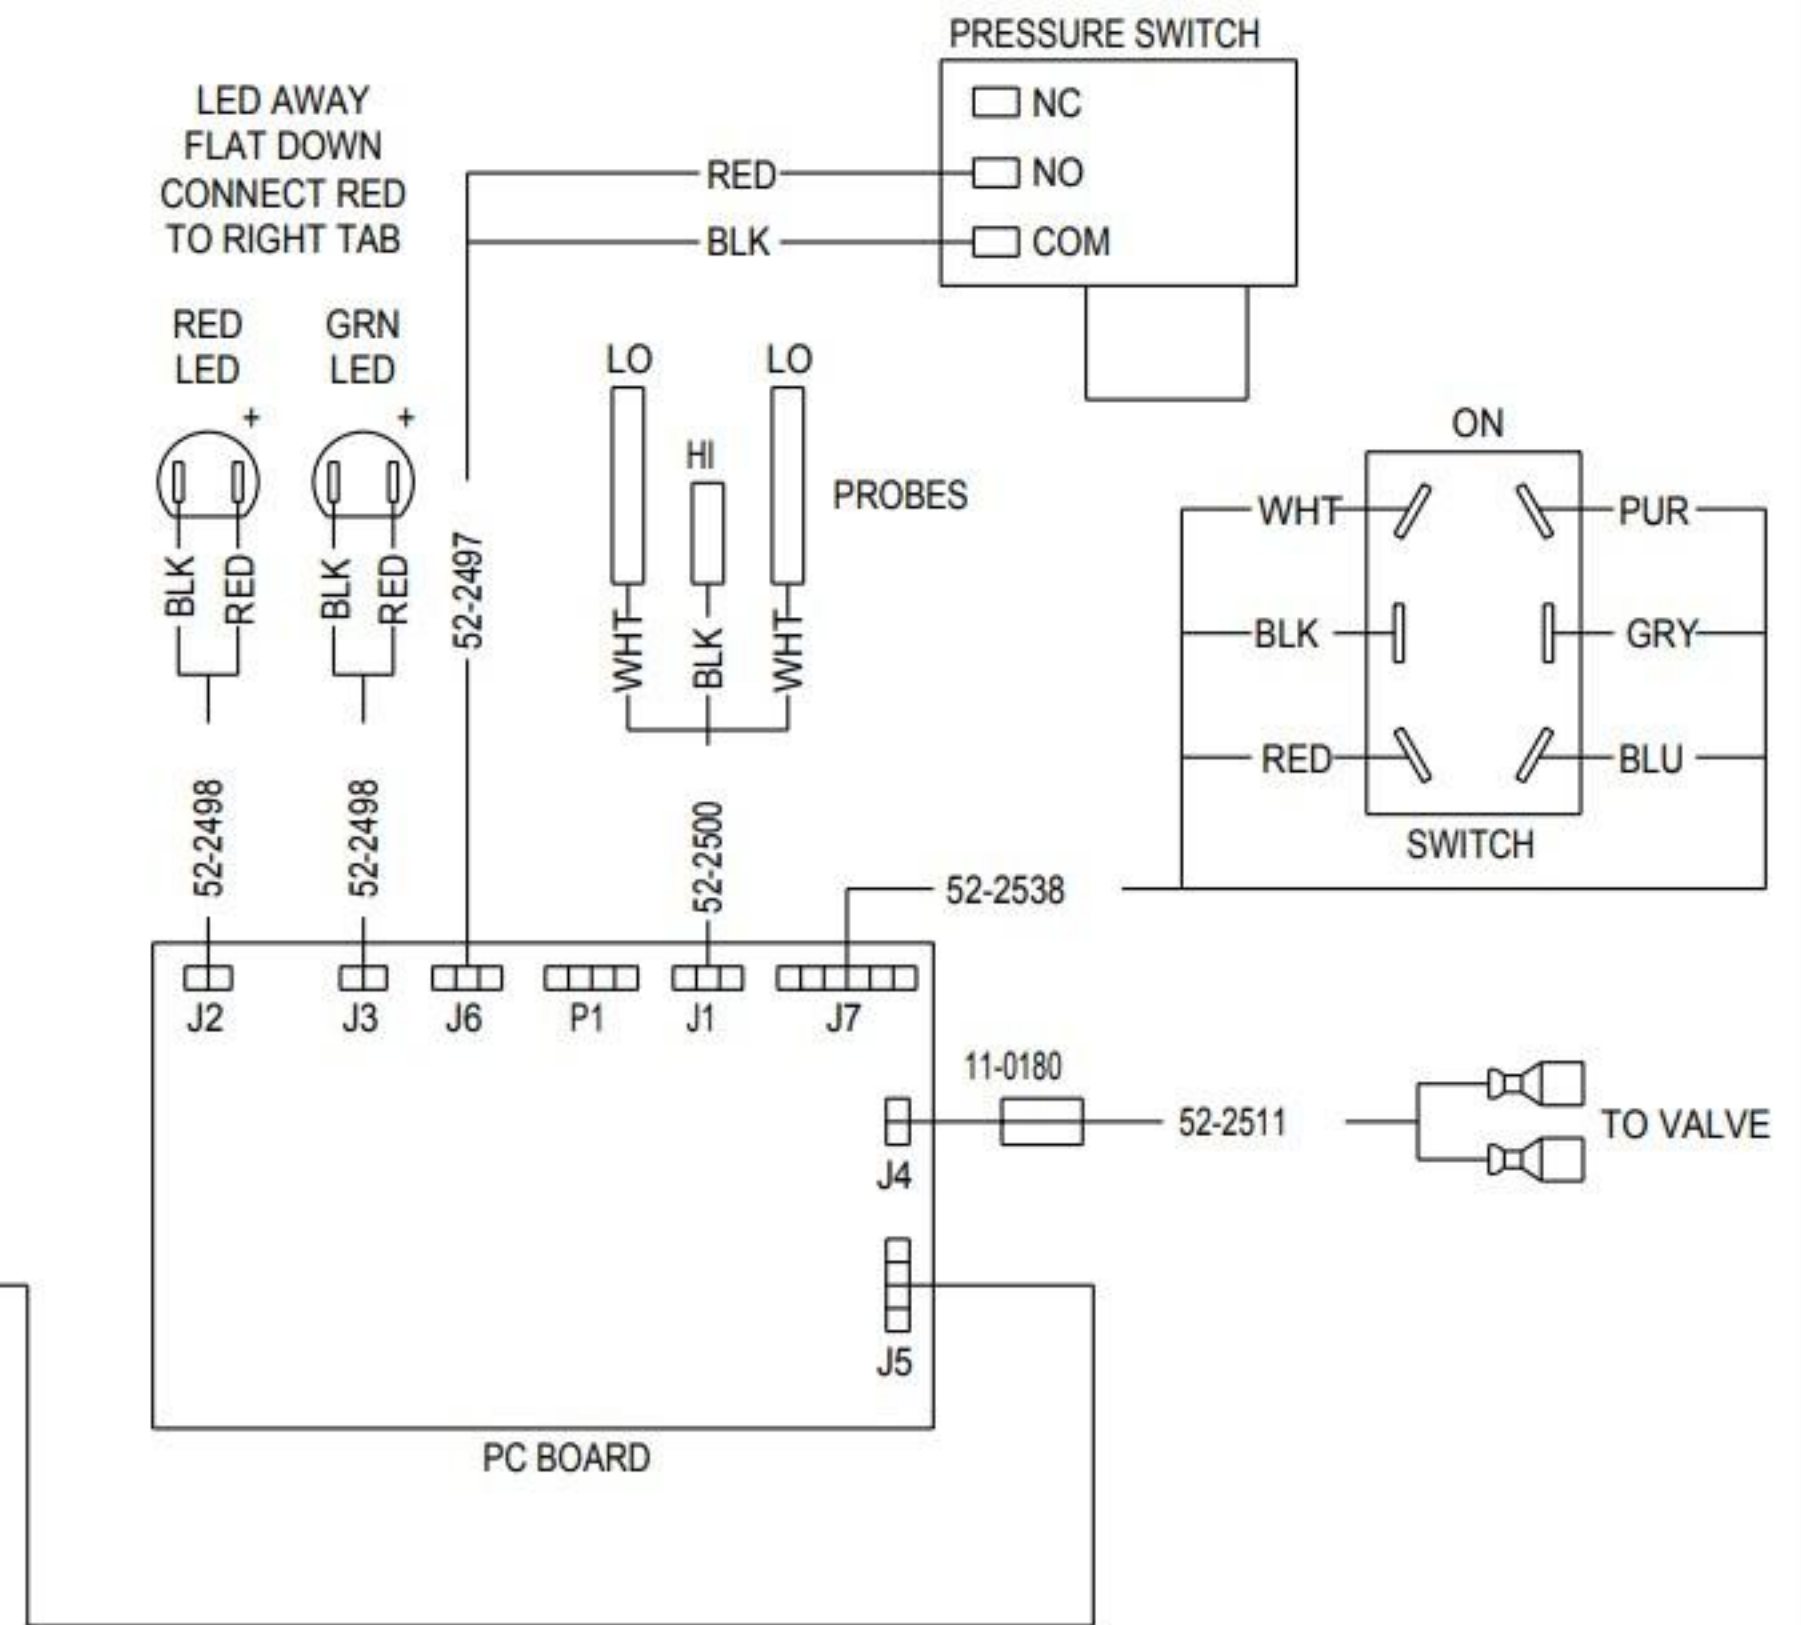 PRESSURE SWITCH
NC
NO
COM
RED
BLK
LED AWAY
FLAT DOWN
CONNECT RED
TO RIGHT TAB
RED
LED
GRN
LED
+
+
BLK
RED
BLK
RED
52-2498
52-2498
52-2497
LO
HI
LO
PROBES
WHT
BLK
WHT
52-2500
ON
WHT
PUR
BLK
GRY
RED
BLU
SWITCH
52-2538
J2
J3
J6
P1
J1
J7
11-0180
J4
52-2511
TO VALVE
J5
PC BOARD